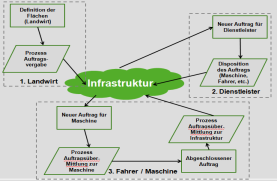 Definition der
Flächen
(Landwirt)
Prozess
Auftrags-
vergabe
1. Landwirt
Infrastruktur
Neuer Auftrag für
Dienstleister
Disposition
des Auftrags
(Maschine,
Fahrer, etc.)
2. Dienstleister
Neuer Auftrag für
Maschine
Prozess
Auftragsüber-
Mittlung zur
Maschine
3. Fahrer / Maschine
Prozess
Auftragsüber-
Mittlung zur
Infrastruktur
Abgeschlossener
Auftrag